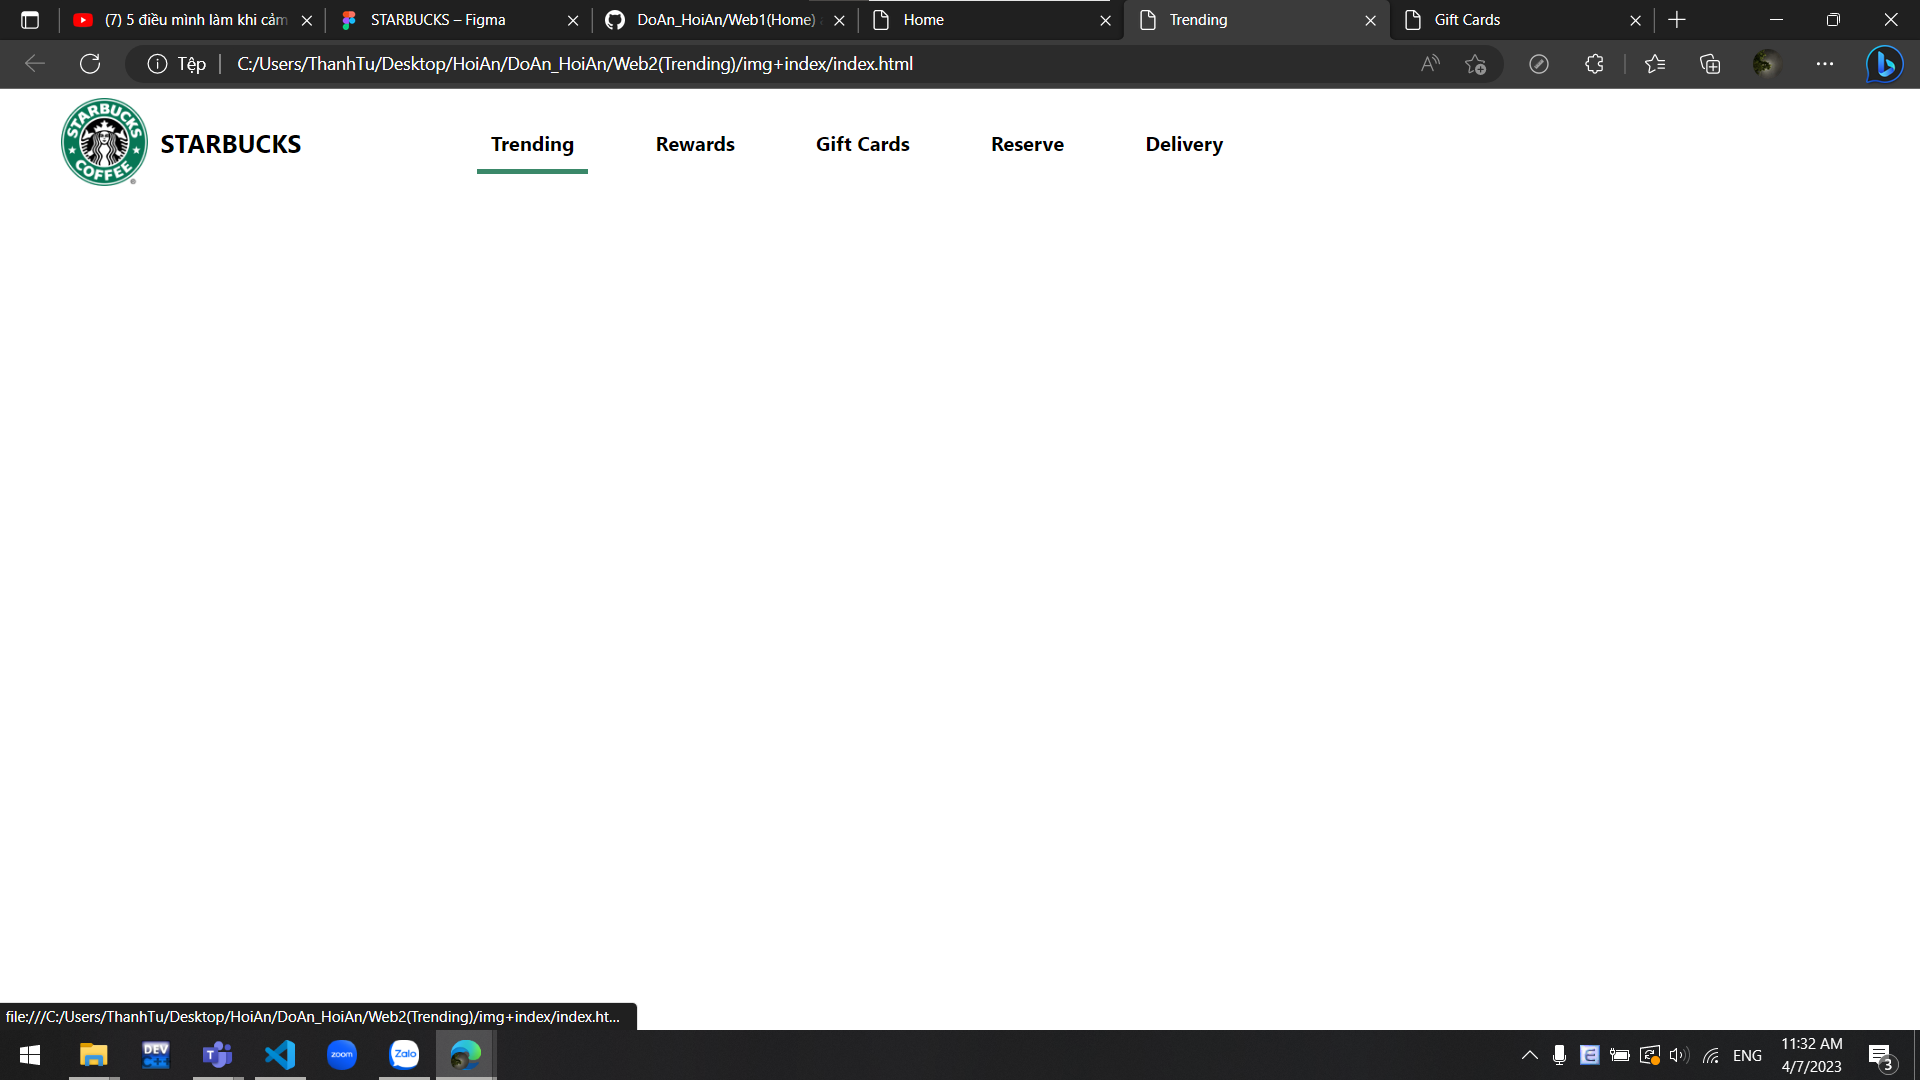 (7) 5 điều mình làm khi cảm
STARBUCKS – Figma
DoAn_HoiAn/Web1(Home)
Home
Trending
Gift Cards
Tệp
C:/Users/ThanhTu/Desktop/HoiAn/DoAn_HoiAn/Web2(Trending)/img+index/index.html
STARBUCKS
COFFEE
STARBUCKS
Trending
Rewards
Gift Cards
Reserve
Delivery
file:///C:/Users/ThanhTu/Desktop/HoiAn/DoAn_HoiAn/Web2(Trending)/img+index/index.ht...
DEV
C++
T
zoom
Zalo
E
ENG
11:32 AM
4/7/2023
3